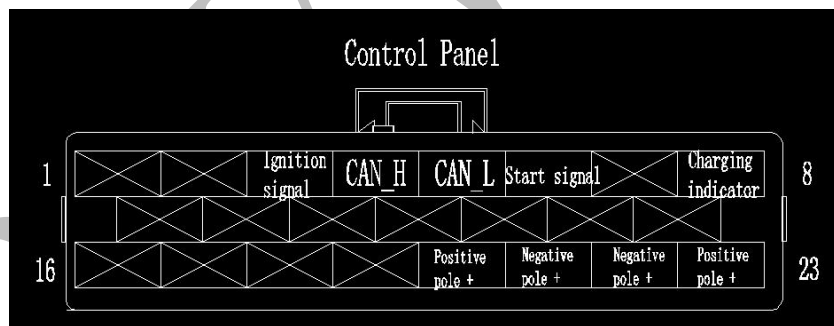 Control Panel
1 Ignition signal CAN_H CAN_L Start signal Charging indicator 8
16 Positive pole + Negative pole + Negative pole + Positive pole + 23